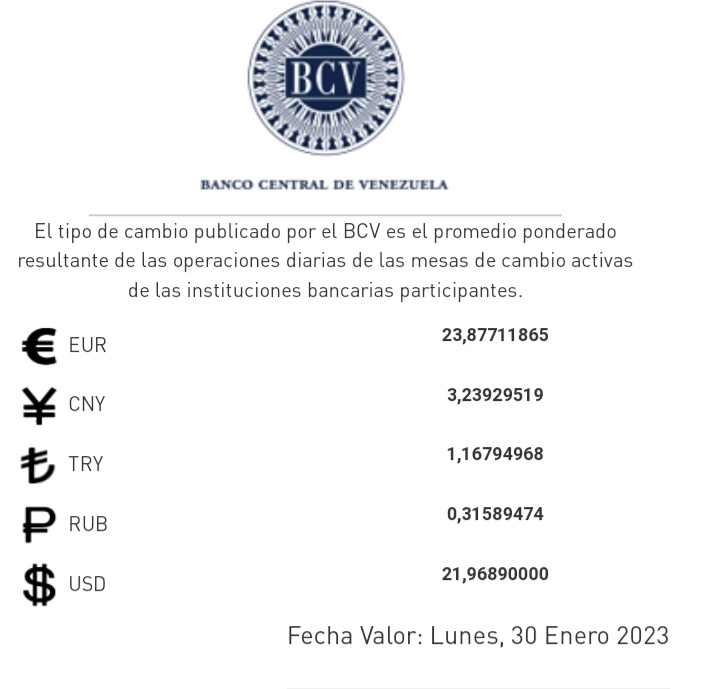 BCV
BANCO CENTRAL DE VENEZUELA
El tipo de cambio publicado por el BCV es el promedio ponderado
resultante de las operaciones diarias de las mesas de cambio activas
de las instituciones bancarias participantes.
€ EUR 23,87711865
¥ CNY 3,23929519
₺ TRY 1,16794968
₽ RUB 0,31589474
$ USD 21,96890000
Fecha Valor: Lunes, 30 Enero 2023